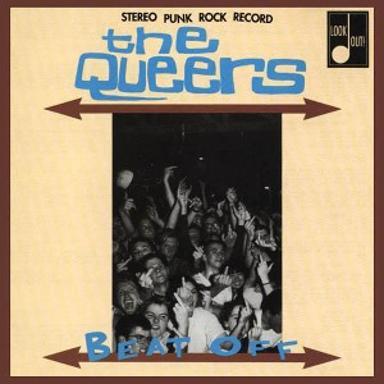 STEREO PUNK ROCK RECORD
LOOK OUT!
the
Queers
BEAT OFF